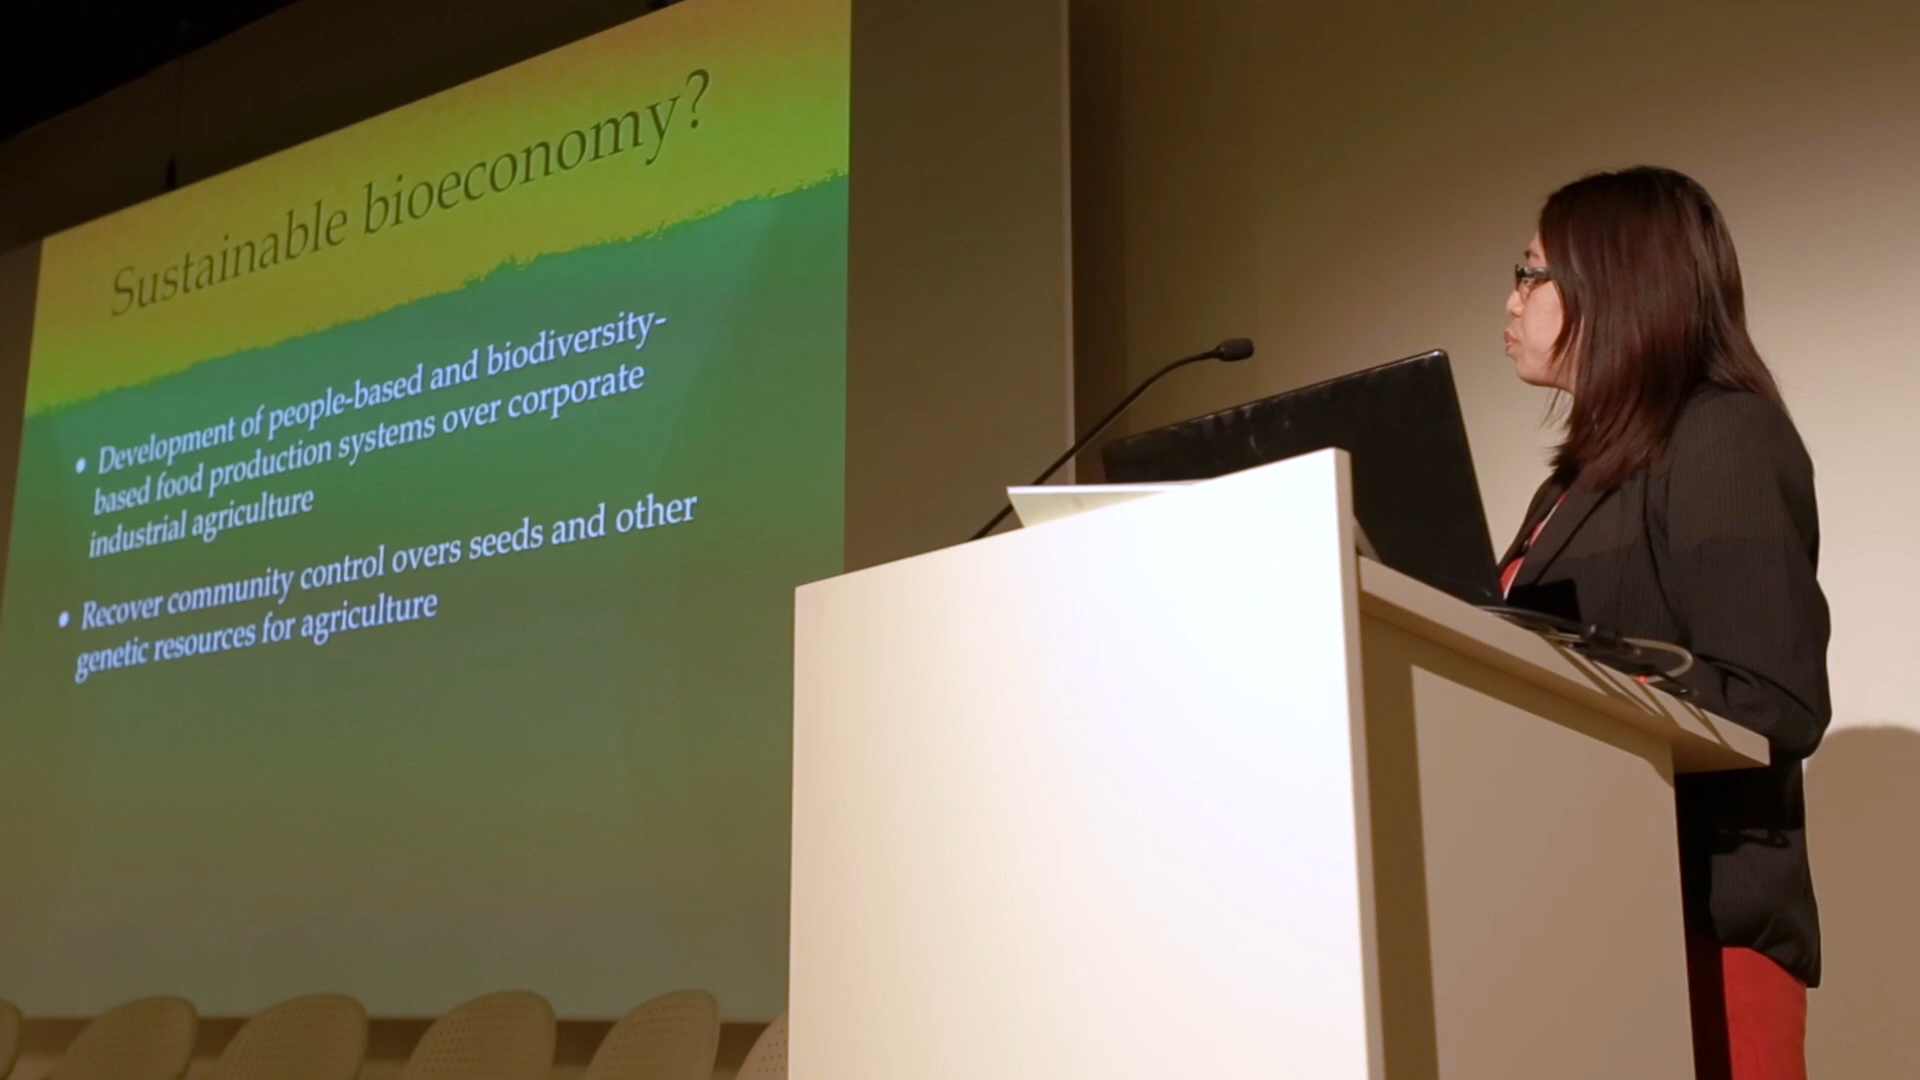 Sustainable bioeconomy?
• Development of people-based and biodiversity-
based food production systems over corporate
industrial agriculture
• Recover community control overs seeds and other
genetic resources for agriculture